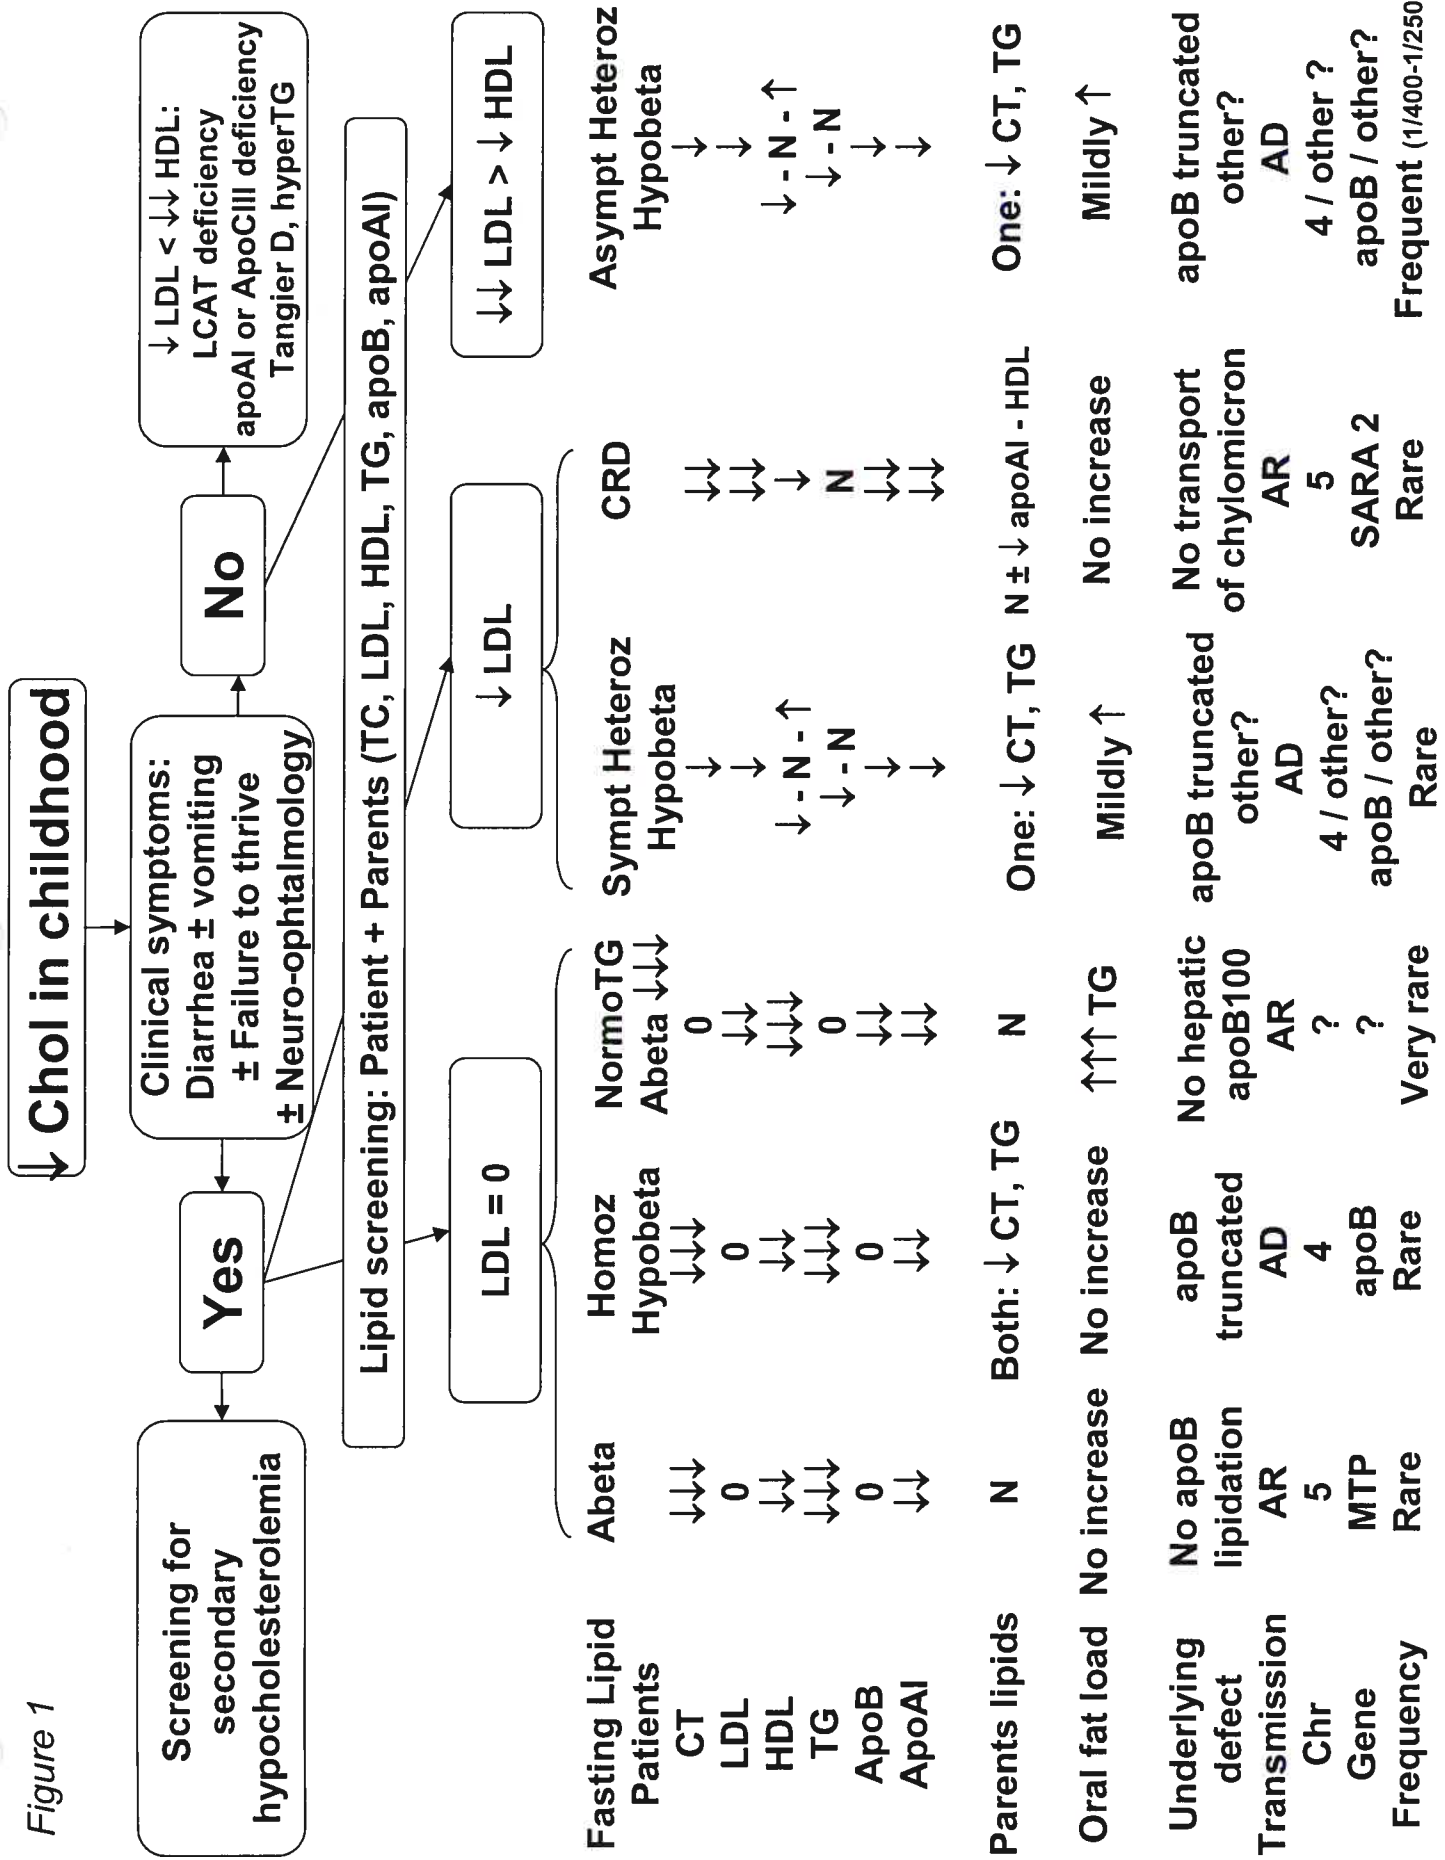 Figure 1
↓ Chol in childhood
Screening for
secondary
hypocholesterolemia
Yes
Clinical symptoms:
Diarrhea ± vomiting
± Failure to thrive
± Neuro-ophtalmology
No
↓ LDL < ↓↓ HDL:
LCAT deficiency
apoAI or ApoCIII deficiency
Tangier D, hyperTG
Lipid screening: Patient + Parents (TC, LDL, HDL, TG, apoB, apoAI)
LDL = 0
↓ LDL
↓↓ LDL > ↓ HDL
Fasting Lipid Abeta Homoz NormoTG Sympt Heteroz CRD Asympt Heteroz
Patients Hypobeta Abeta ↓↓↓ Hypobeta Hypobeta
CT ↓↓↓ ↓↓↓ 0 ↓ ↓↓ ↓
LDL 0 0 ↓↓ ↓ ↓↓ ↓
HDL ↓↓ ↓↓ ↓↓↓ ↓ - N - ↑ ↓ ↓ - N - ↑
TG ↓↓↓ ↓↓↓ 0 ↓ - N N ↓ - N
ApoB 0 0 ↓↓ ↓ ↓↓ ↓
ApoAI ↓↓ ↓↓ ↓↓ ↓ ↓↓ ↓
Parents lipids N Both: ↓ CT, TG N One: ↓ CT, TG N ± ↓ apoAI - HDL One: ↓ CT, TG
Oral fat load No increase No increase ↑↑↑ TG Mildly ↑ No increase Mildly ↑
Underlying No apoB apoB No hepatic apoB truncated No transport apoB truncated
defect lipidation truncated apoB100 other? of chylomicron other?
Transmission AR AD AR AD AR AD
Chr 5 4 ? 4 / other? 5 4 / other ?
Gene MTP apoB ? apoB / other? SARA 2 apoB / other?
Frequency Rare Rare Very rare Rare Rare Frequent (1/400-1/250